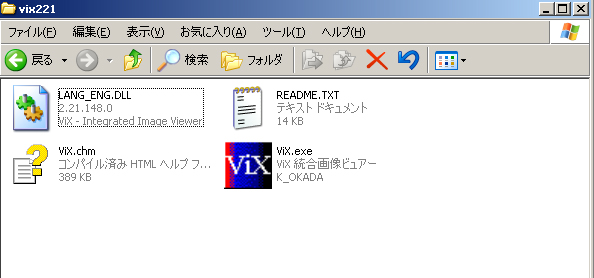 vix221
ファイル(F) 編集(E) 表示(V) お気に入り(A) ツール(T) ヘルプ(H)
戻る 検索 フォルダ
LANG_ENG.DLL
2.21.148.0
ViX - Integrated Image Viewer
README.TXT
テキスト ドキュメント
14 KB
ViX.chm
コンパイル済み HTML ヘルプ フ...
389 KB
ViX
ViX.exe
ViX 統合画像ビュアー
K_OKADA